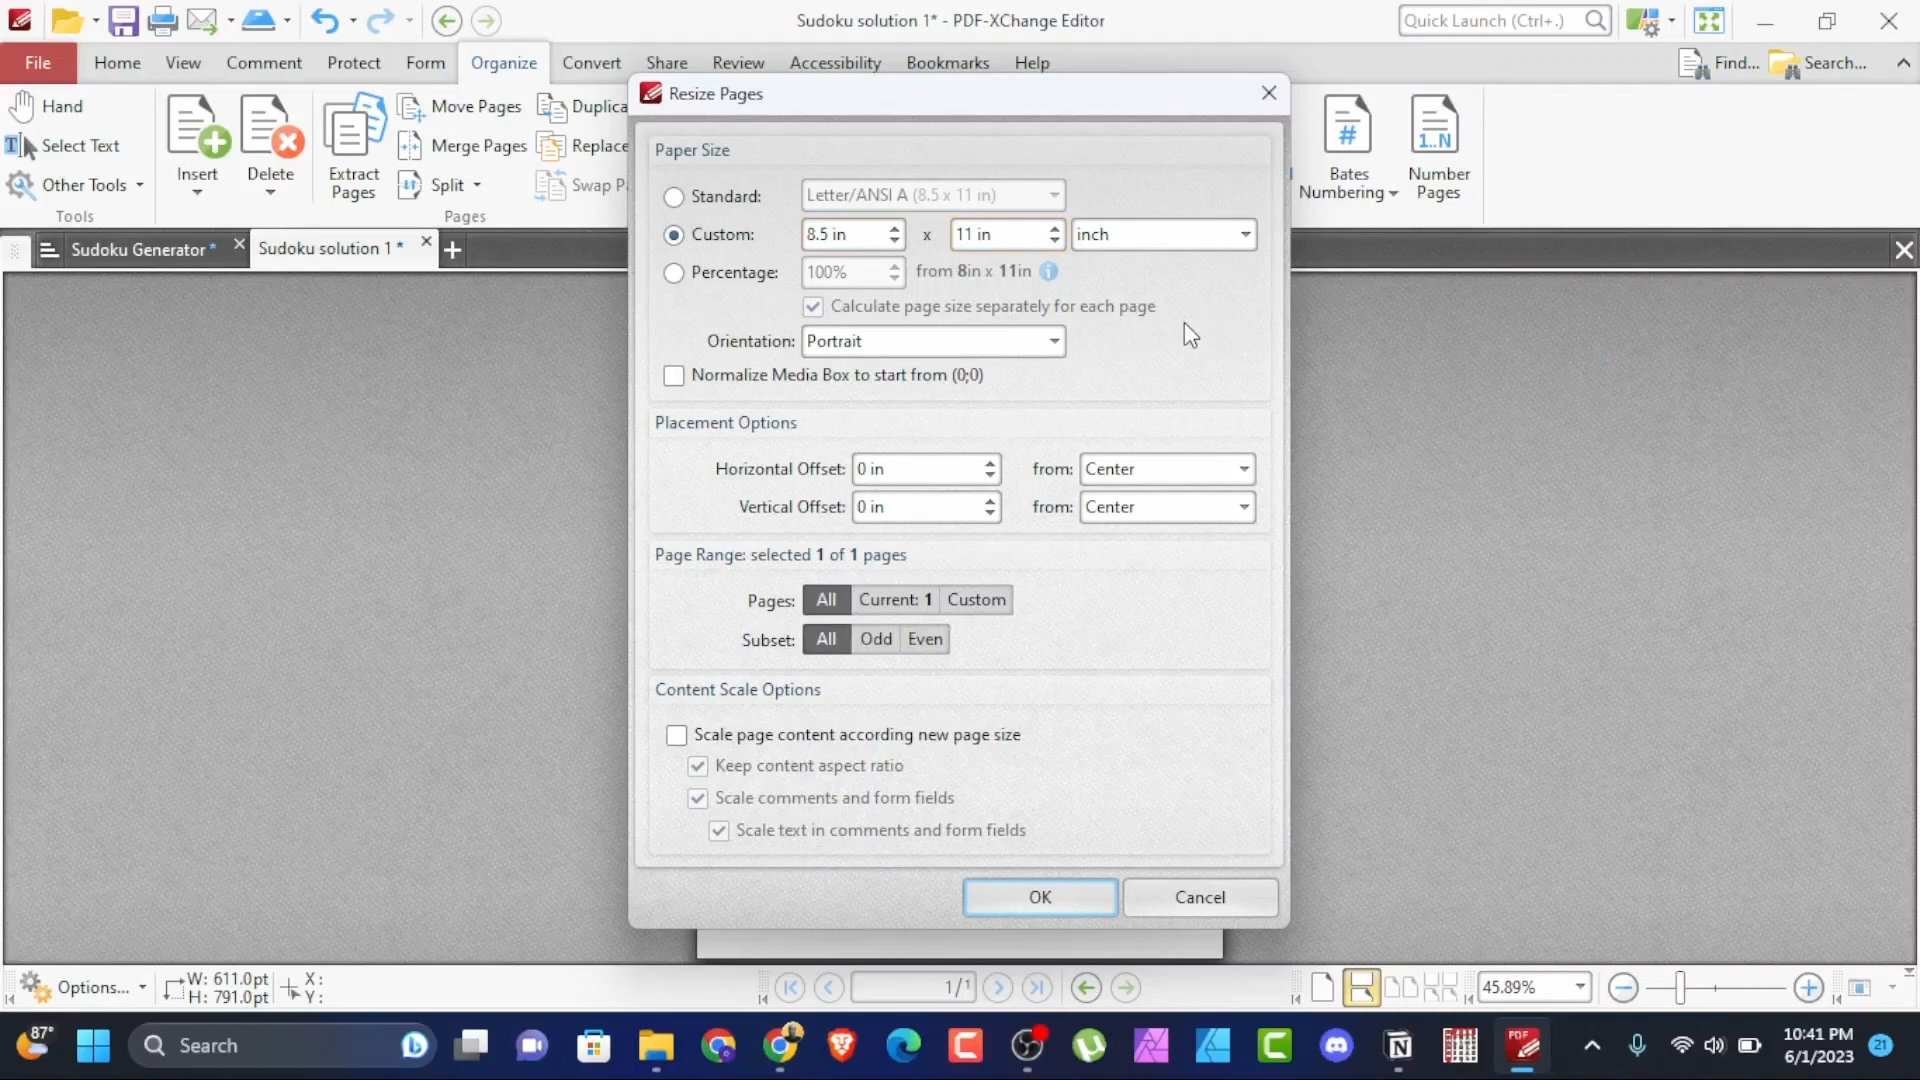 Sudoku solution 1* - PDF-XChange Editor
Quick Launch (Ctrl+.)
File Home View Comment Protect Form Organize Convert Share Review Accessibility Bookmarks Help Find... Search...
Resize Pages
Hand
Select Text
Other Tools
Tools
Insert
Delete
Extract
Pages
Move Pages
Merge Pages
Split
Duplica
Replace
Swap P
Pages
#
Bates
Numbering
1..N
Number
Pages
Sudoku Generator *
Sudoku solution 1 *
Paper Size
Standard: Letter/ANSI A (8.5 x 11 in)
Custom: 8.5 in x 11 in inch
Percentage: 100% from 8in x 11in
Calculate page size separately for each page
Orientation: Portrait
Normalize Media Box to start from (0;0)
Placement Options
Horizontal Offset: 0 in from: Center
Vertical Offset: 0 in from: Center
Page Range: selected 1 of 1 pages
Pages: All Current: 1 Custom
Subset: All Odd Even
Content Scale Options
Scale page content according new page size
Keep content aspect ratio
Scale comments and form fields
Scale text in comments and form fields
OK Cancel
Options...
W: 611.0pt
H: 791.0pt
X:
Y:
1/1
45.89%
87°
Search
PDF
10:41 PM
6/1/2023
21